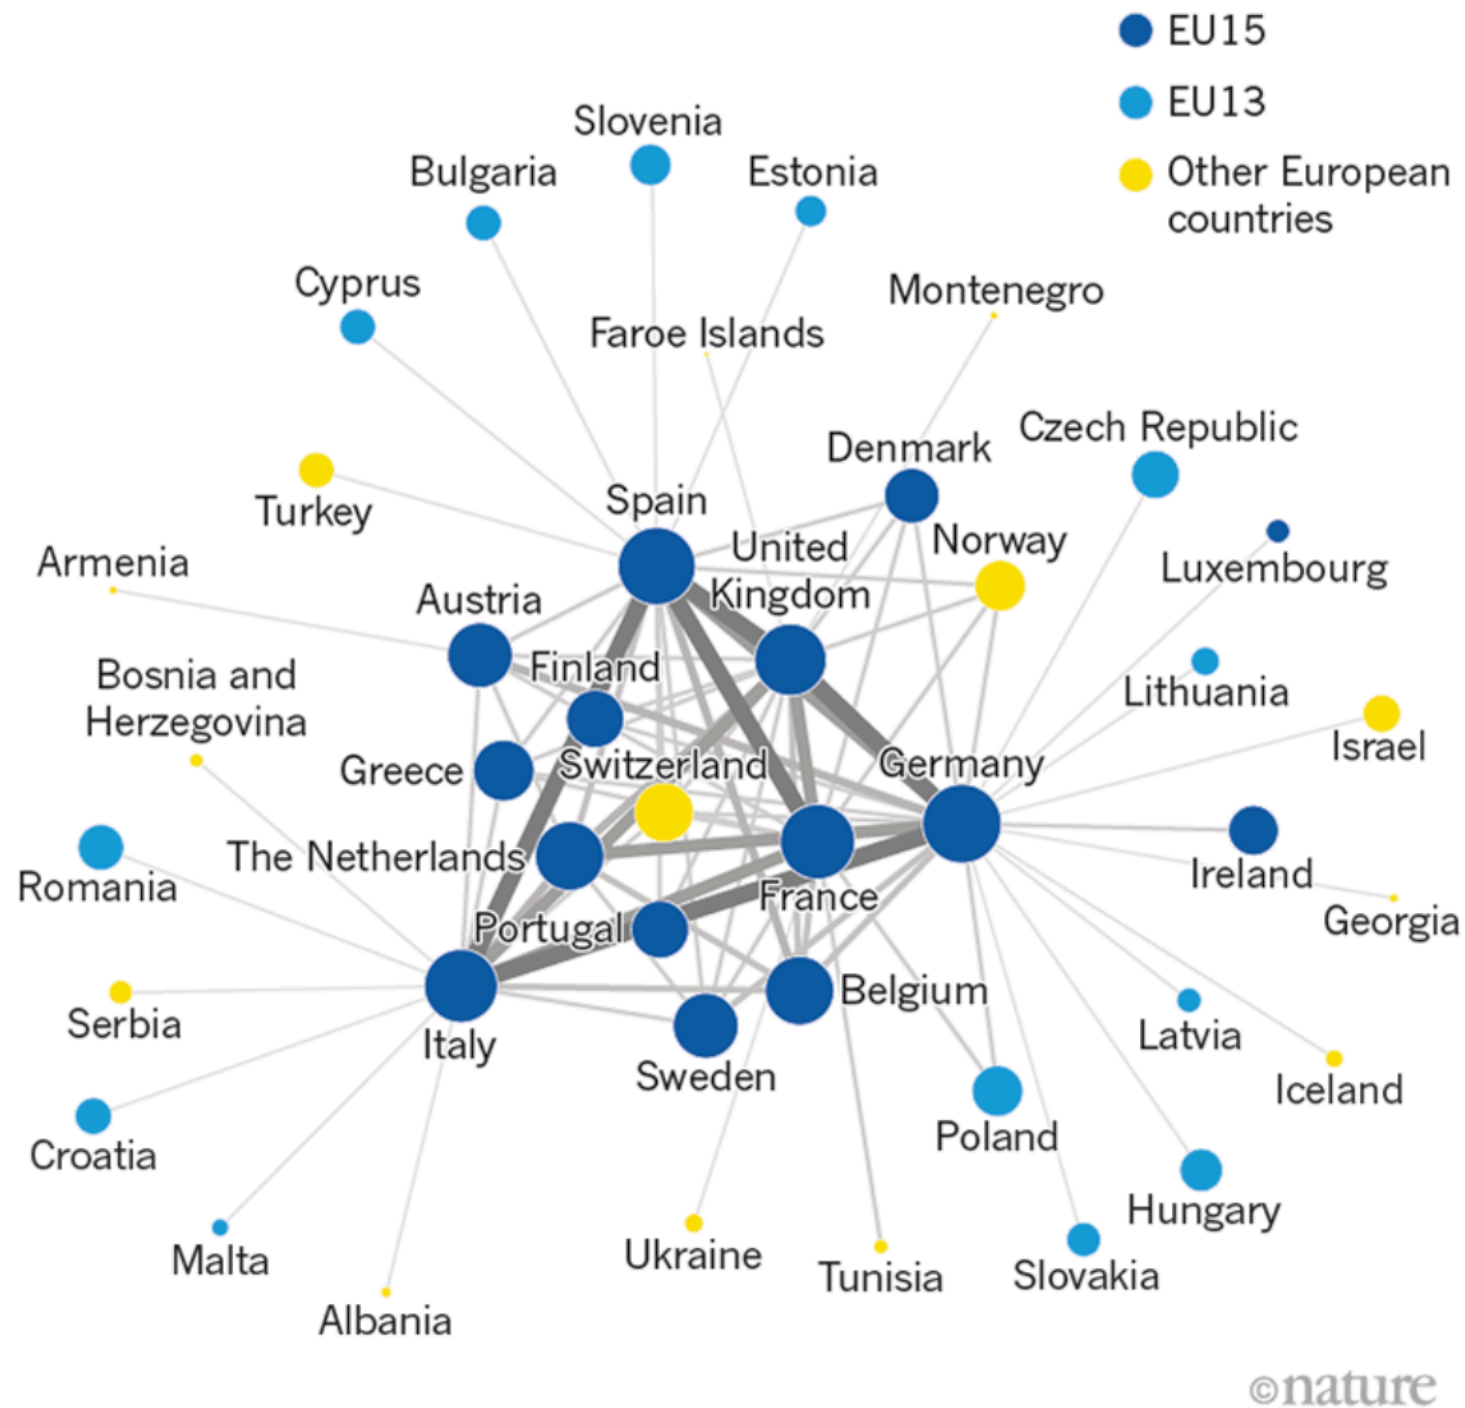 EU15
EU13
Other European
countries
Slovenia
Bulgaria
Estonia
Cyprus
Montenegro
Faroe Islands
Czech Republic
Denmark
Turkey
Spain
Norway
United
Kingdom
Luxembourg
Armenia
Austria
Finland
Bosnia and
Herzegovina
Lithuania
Israel
Greece
Switzerland
Germany
The Netherlands
Romania
Ireland
France
Georgia
Portugal
Belgium
Serbia
Italy
Latvia
Sweden
Iceland
Poland
Croatia
Hungary
Malta
Ukraine
Tunisia
Slovakia
Albania
©nature